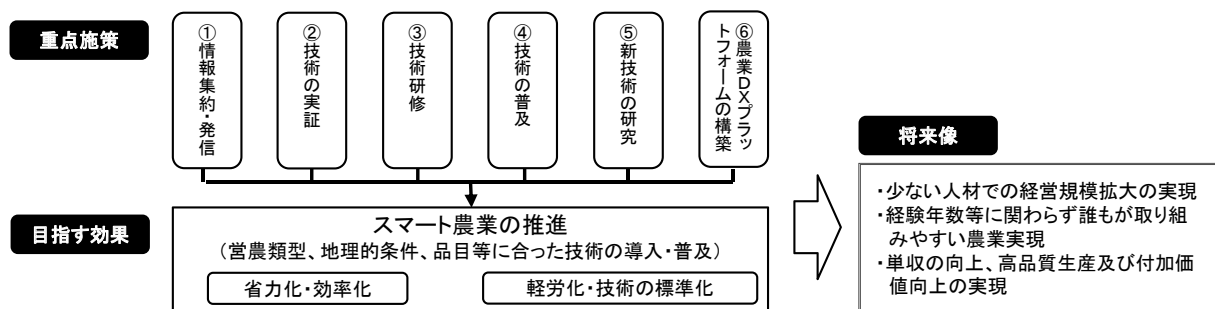 重点施策
①情報集約・発信
②技術の実証
③技術研修
④技術の普及
⑤新技術の研究
⑥農業DXプラッ
トフォームの構築
目指す効果
スマート農業の推進
(営農類型、地理的条件、品目等に合った技術の導入・普及)
省力化・効率化
軽労化・技術の標準化
将来像
・少ない人材での経営規模拡大の実現
・経験年数等に関わらず誰もが取り組
みやすい農業実現
・単収の向上、高品質生産及び付加価
値向上の実現